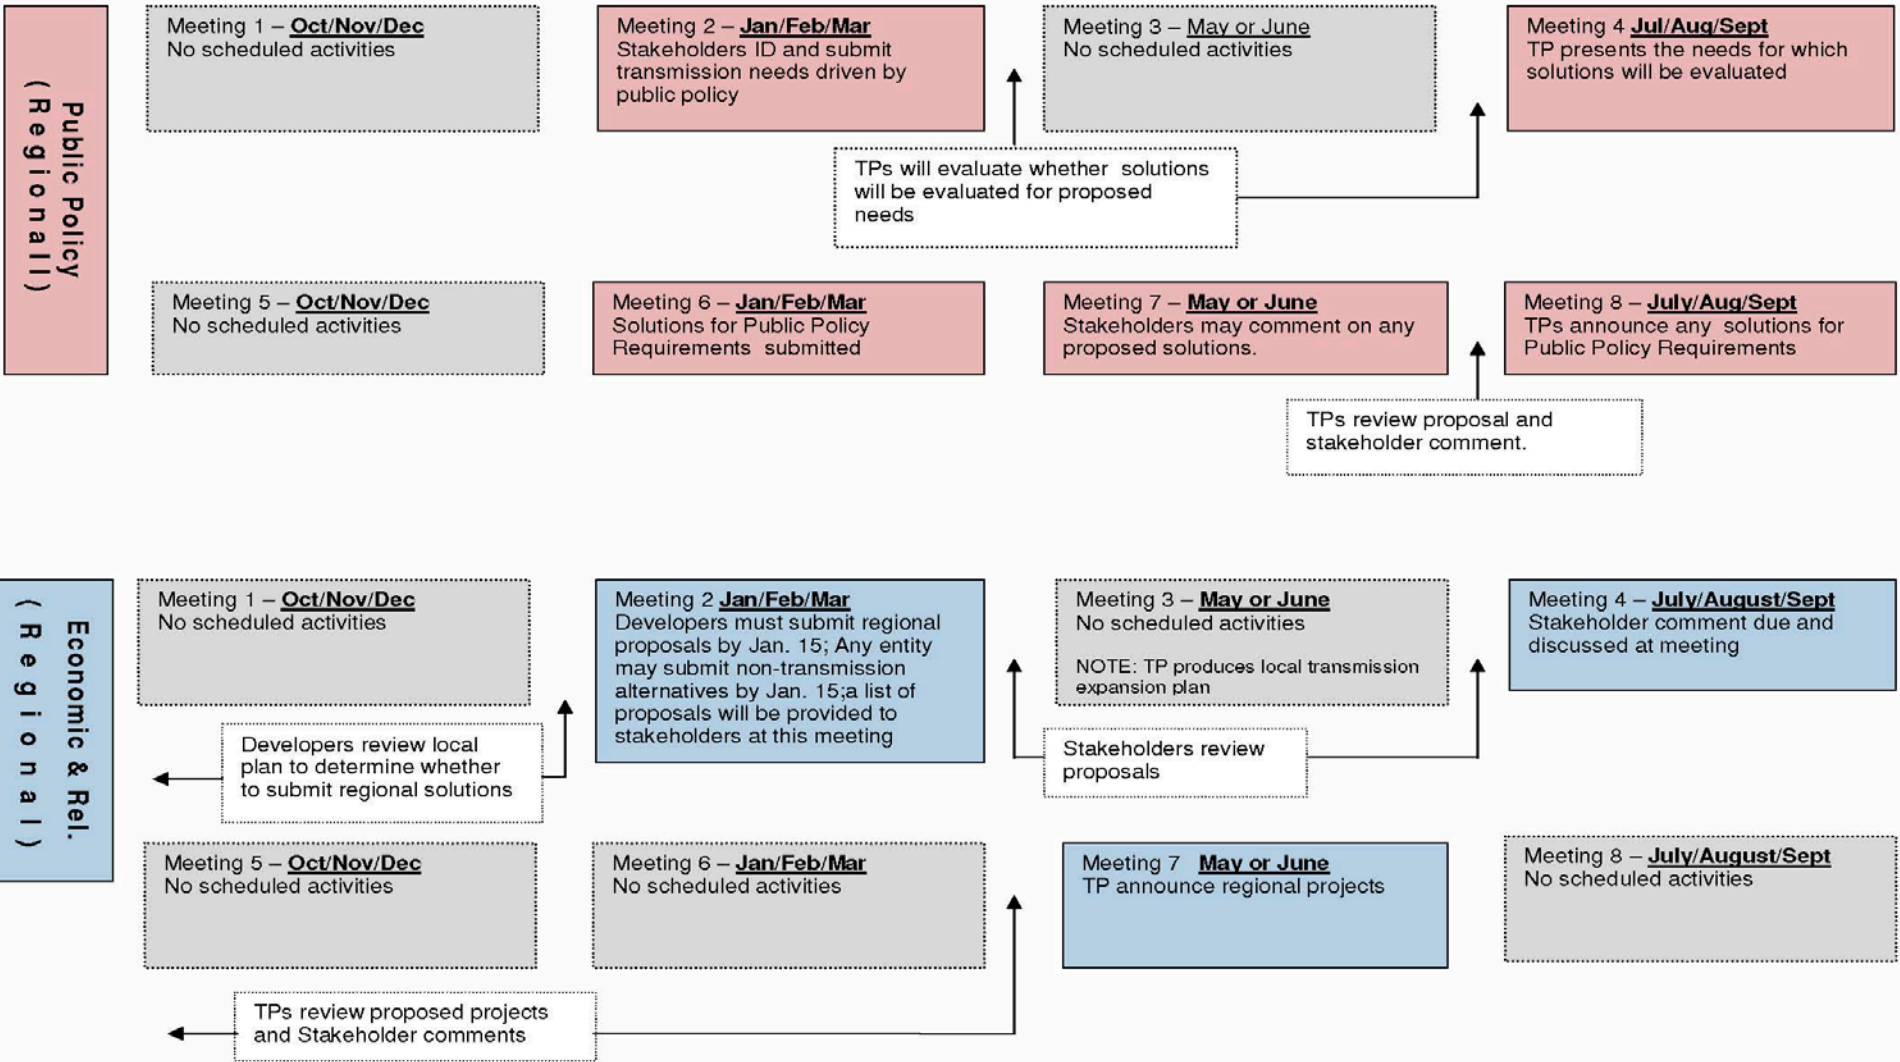 Public Policy
(Regionall)
Meeting 1 – Oct/Nov/Dec
No scheduled activities
Meeting 2 – Jan/Feb/Mar
Stakeholders ID and submit
transmission needs driven by
public policy
Meeting 3 – May or June
No scheduled activities
Meeting 4 Jul/Aug/Sept
TP presents the needs for which
solutions will be evaluated
TPs will evaluate whether solutions
will be evaluated for proposed
needs
Meeting 5 – Oct/Nov/Dec
No scheduled activities
Meeting 6 – Jan/Feb/Mar
Solutions for Public Policy
Requirements submitted
Meeting 7 – May or June
Stakeholders may comment on any
proposed solutions.
Meeting 8 – July/Aug/Sept
TPs announce any solutions for
Public Policy Requirements
TPs review proposal and
stakeholder comment.
Economic & Rel.
(Regional)
Meeting 1 – Oct/Nov/Dec
No scheduled activities
Meeting 2 Jan/Feb/Mar
Developers must submit regional
proposals by Jan. 15; Any entity
may submit non-transmission
alternatives by Jan. 15;a list of
proposals will be provided to
stakeholders at this meeting
Meeting 3 – May or June
No scheduled activities
NOTE: TP produces local transmission
expansion plan
Meeting 4 – July/August/Sept
Stakeholder comment due and
discussed at meeting
Developers review local
plan to determine whether
to submit regional solutions
Stakeholders review
proposals
Meeting 5 – Oct/Nov/Dec
No scheduled activities
Meeting 6 – Jan/Feb/Mar
No scheduled activities
Meeting 7 May or June
TP announce regional projects
Meeting 8 – July/August/Sept
No scheduled activities
TPs review proposed projects
and Stakeholder comments